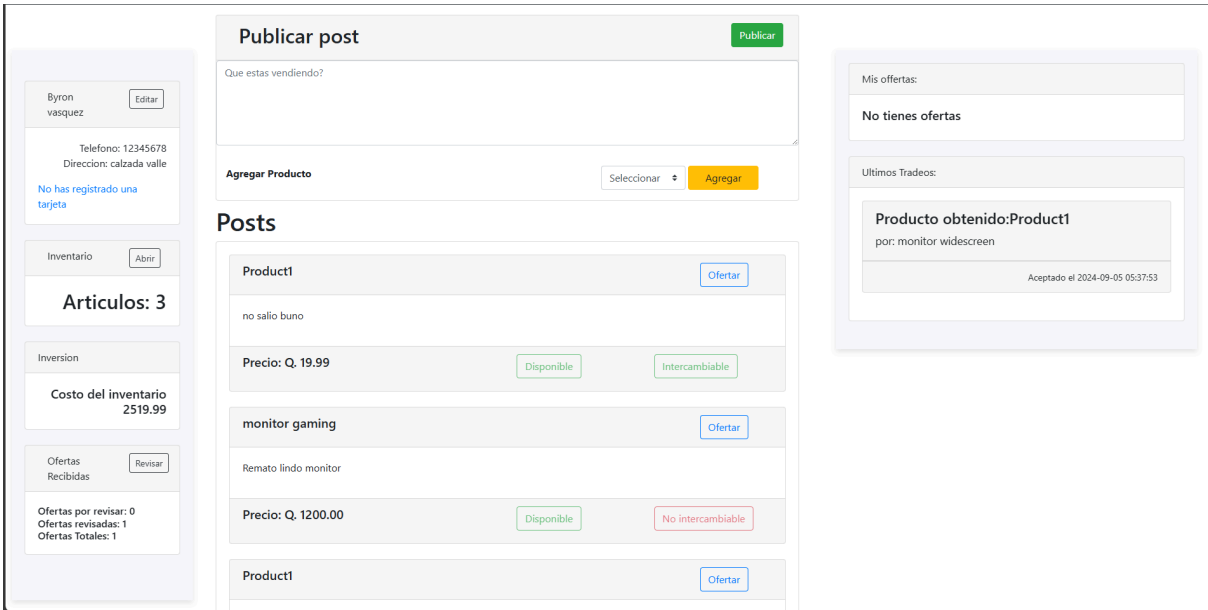 Byron
vasquez
Editar
Telefono: 12345678
Direccion: calzada valle
No has registrado una
tarjeta
Inventario
Abrir
Articulos: 3
Inversion
Costo del inventario
2519.99
Ofertas
Recibidas
Revisar
Ofertas por revisar: 0
Ofertas revisadas: 1
Ofertas Totales: 1
Publicar post
Publicar
Que estas vendiendo?
Agregar Producto
Seleccionar
Agregar
Posts
Product1
Ofertar
no salio buno
Precio: Q. 19.99
Disponible
Intercambiable
monitor gaming
Ofertar
Remato lindo monitor
Precio: Q. 1200.00
Disponible
No intercambiable
Product1
Ofertar
Mis offertas:
No tienes ofertas
Ultimos Tradeos:
Producto obtenido:Product1
por: monitor widescreen
Aceptado el 2024-09-05 05:37:53